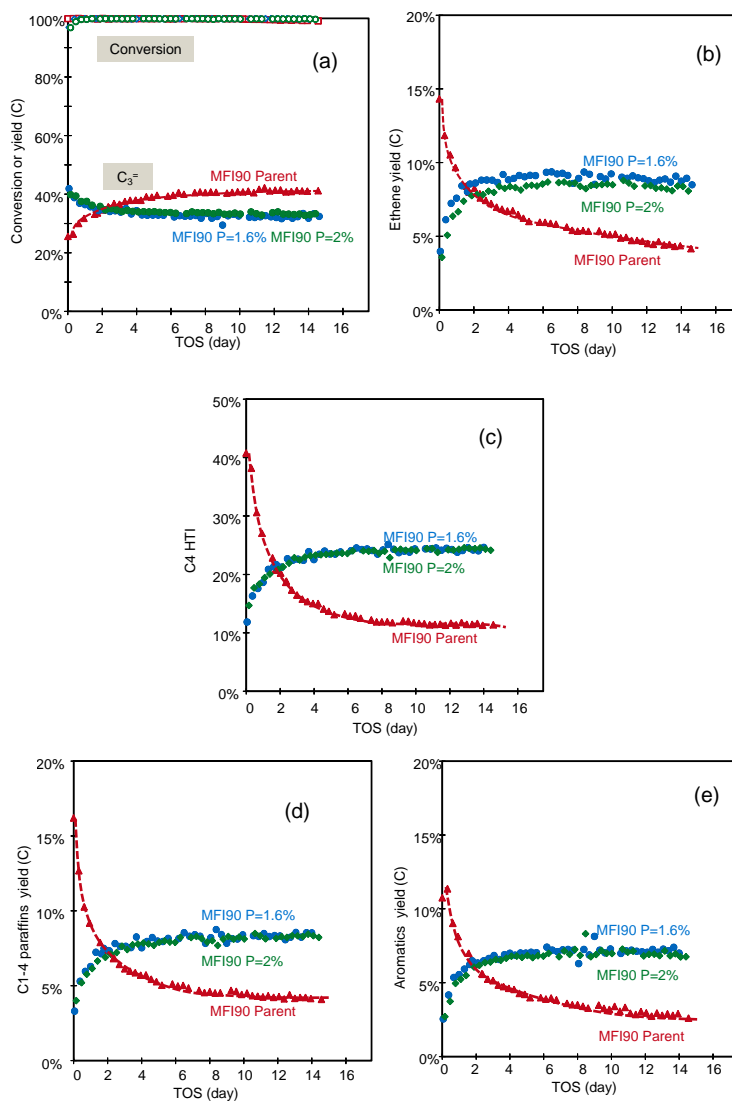 100%
80%
60%
40%
20%
0%
Conversion or yield (C)
Conversion
(a)
MFI90 Parent
C₃⁼
MFI90 P=1.6%
MFI90 P=2%
0 2 4 6 8 10 12 14 16
TOS (day)
20%
15%
10%
5%
0%
Ethene yield (C)
(b)
MFI90 P=1.6%
MFI90 P=2%
MFI90 Parent
0 2 4 6 8 10 12 14 16
TOS (day)
50%
40%
30%
20%
10%
0%
C4 HTI
(c)
MFI90 P=1.6%
MFI90 P=2%
MFI90 Parent
0 2 4 6 8 10 12 14 16
TOS (day)
20%
15%
10%
5%
0%
C1-4 paraffins yield (C)
(d)
MFI90 P=1.6%
MFI90 P=2%
MFI90 Parent
0 2 4 6 8 10 12 14 16
TOS (day)
20%
15%
10%
5%
0%
Aromatics yield (C)
(e)
MFI90 P=1.6%
MFI90 P=2%
MFI90 Parent
0 2 4 6 8 10 12 14 16
TOS (day)